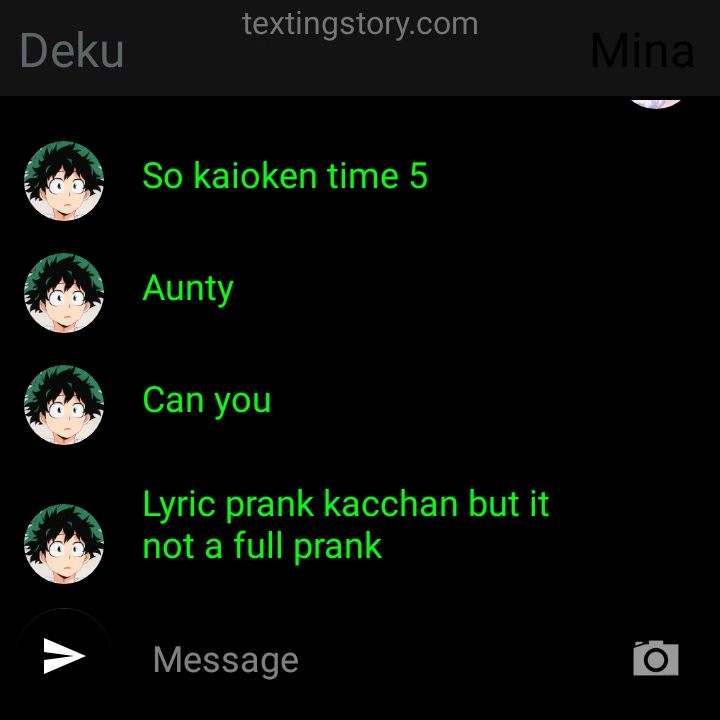 textingstory.com
Deku
Mina
So kaioken time 5
Aunty
Can you
Lyric prank kacchan but it
not a full prank
Message